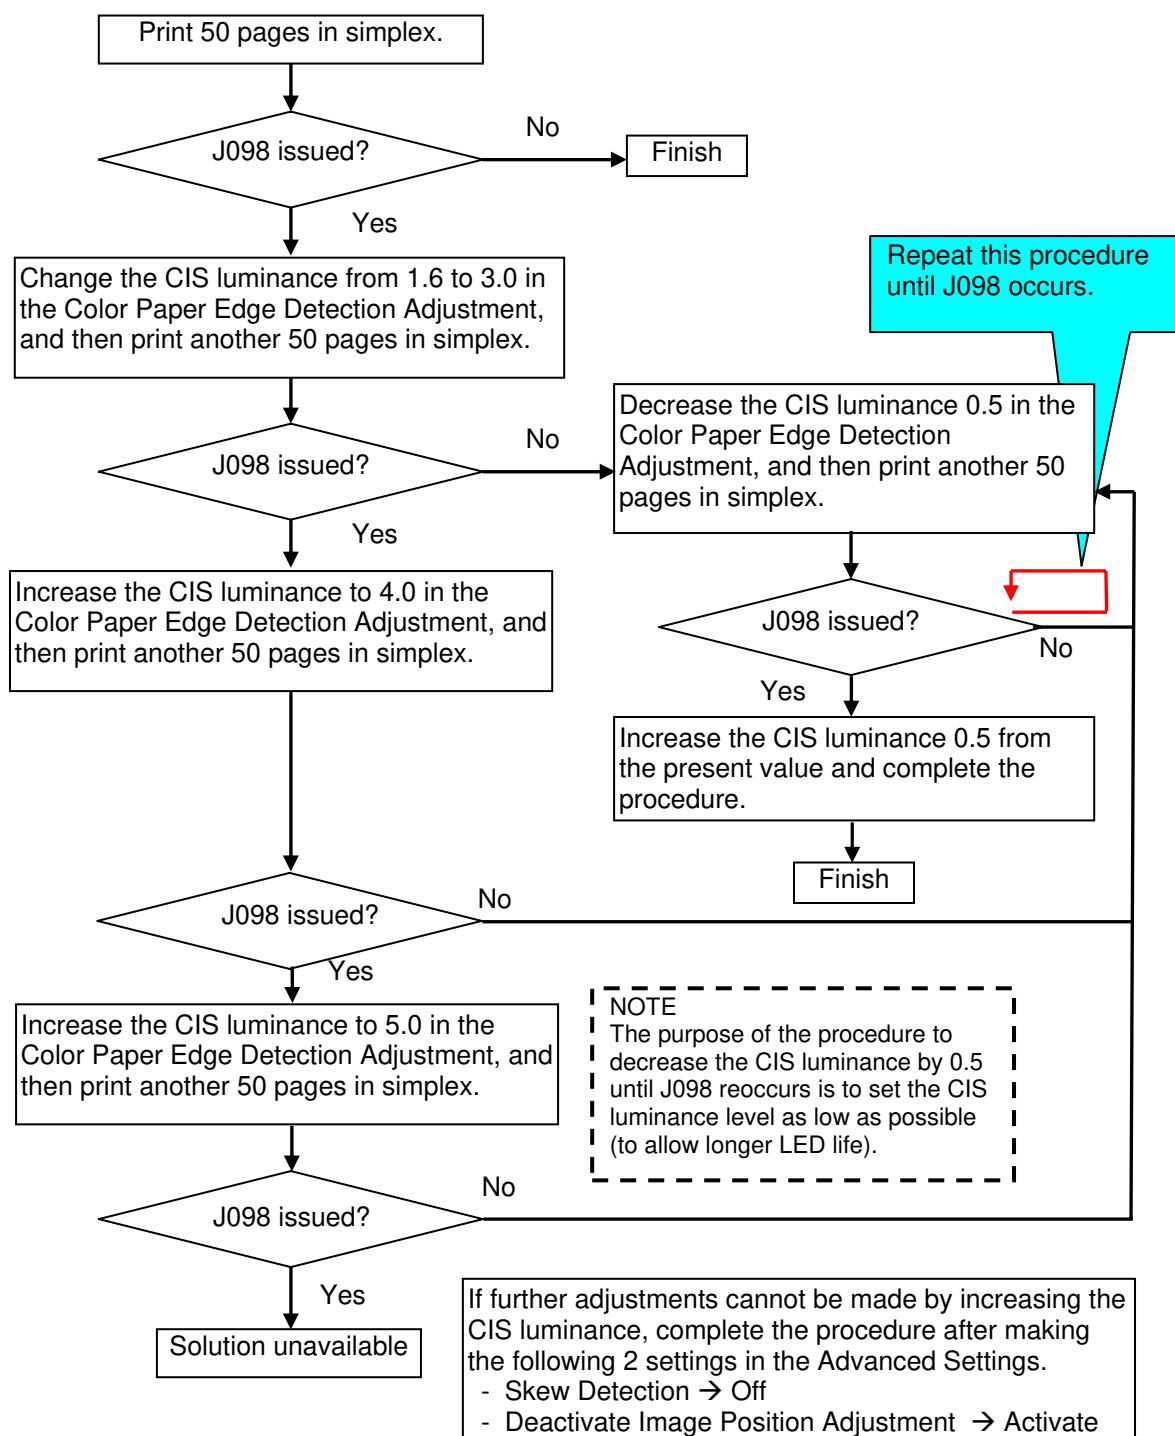 Print 50 pages in simplex.
J098 issued?
No
Finish
Yes
Change the CIS luminance from 1.6 to 3.0 in
the Color Paper Edge Detection Adjustment,
and then print another 50 pages in simplex.
Repeat this procedure
until J098 occurs.
J098 issued?
No
Decrease the CIS luminance 0.5 in the
Color Paper Edge Detection
Adjustment, and then print another 50
pages in simplex.
Yes
Increase the CIS luminance to 4.0 in the
Color Paper Edge Detection Adjustment, and
then print another 50 pages in simplex.
J098 issued?
No
Yes
Increase the CIS luminance 0.5 from
the present value and complete the
procedure.
Finish
J098 issued?
No
Yes
Increase the CIS luminance to 5.0 in the
Color Paper Edge Detection Adjustment, and
then print another 50 pages in simplex.
NOTE
The purpose of the procedure to
decrease the CIS luminance by 0.5
until J098 reoccurs is to set the CIS
luminance level as low as possible
(to allow longer LED life).
J098 issued?
No
Yes
Solution unavailable
If further adjustments cannot be made by increasing the
CIS luminance, complete the procedure after making
the following 2 settings in the Advanced Settings.
- Skew Detection → Off
- Deactivate Image Position Adjustment → Activate